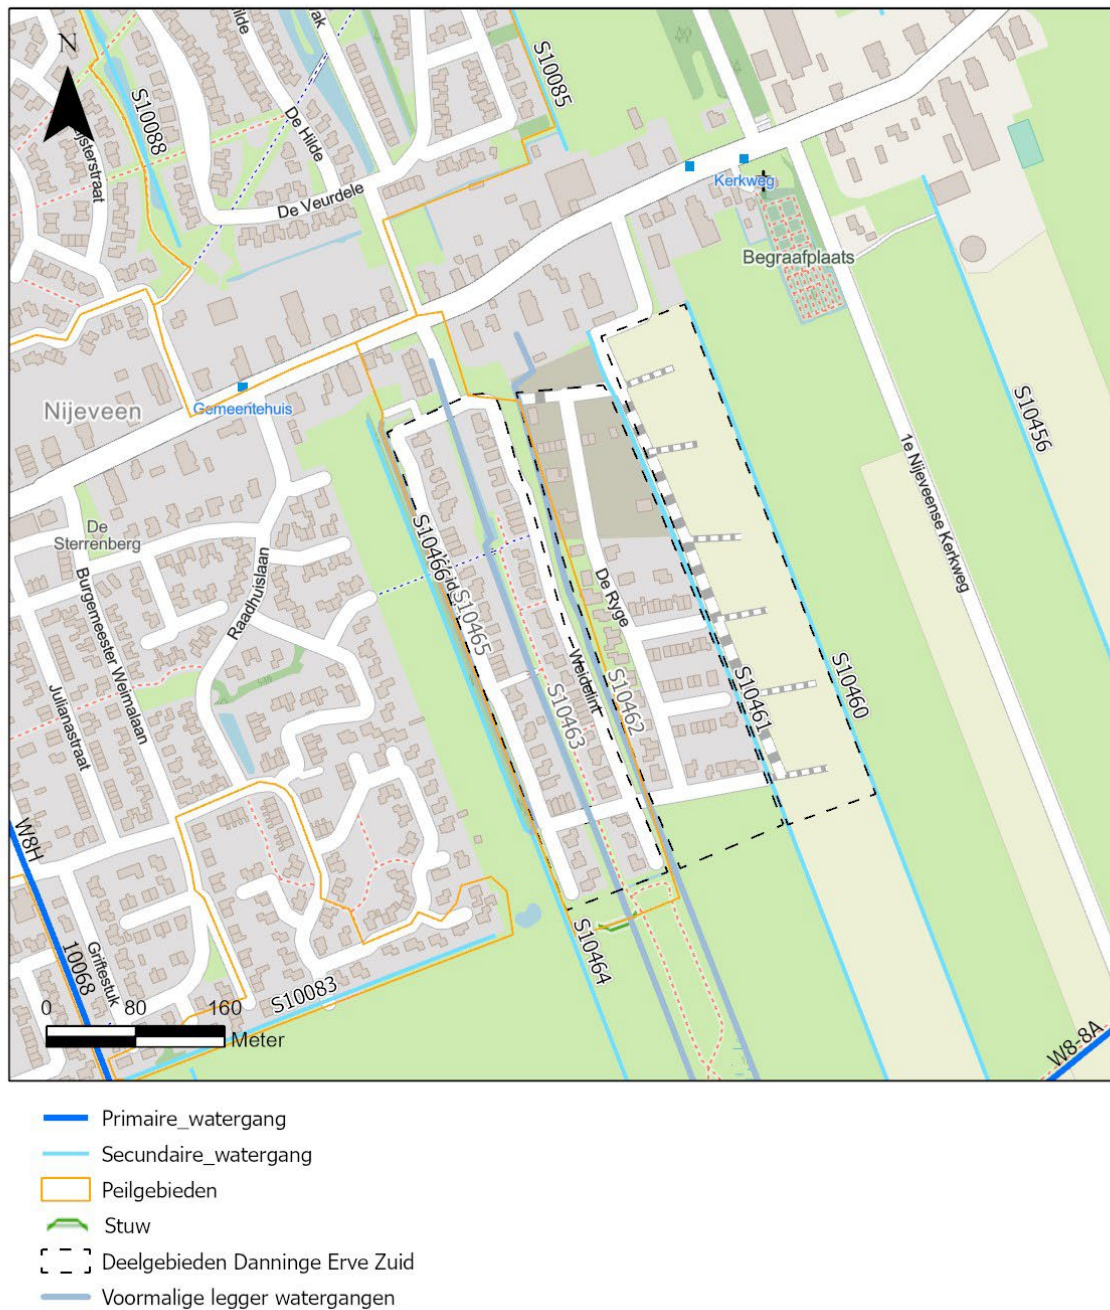 N
S10088
De Hilde
S10085
De Veurdele
Kerkweg
Begraafplaats
Nijeveen
Gemeentehuis
S10456
1e Nijeveense Kerkweg
De
Sterrenberg
Burgemeester Weimalaan
Raadhuislaan
Julianastraat
S10466
S10465
S10463
Weidelint
S10462
De Ryge
S10461
S10460
W8H
10068
Griftestuk
S10083
S10464
W8-8A
0 80 160
Meter
Primaire_watergang
Secundaire_watergang
Peilgebieden
Stuw
Deelgebieden Danninge Erve Zuid
Voormalige legger watergangen